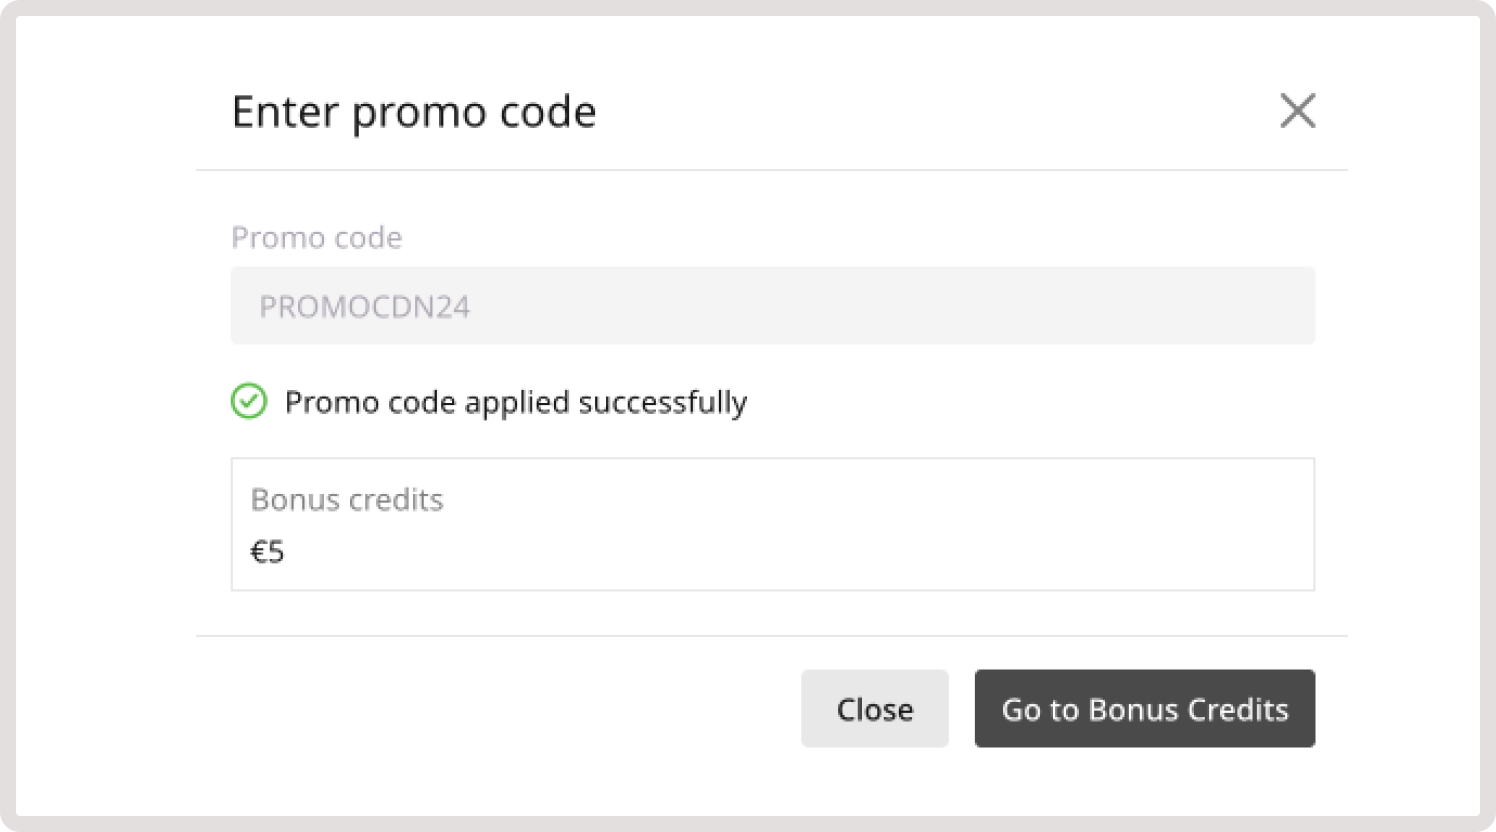 Enter promo code
Promo code
PROMOCDN24
Promo code applied successfully
Bonus credits
€5
Close
Go to Bonus Credits